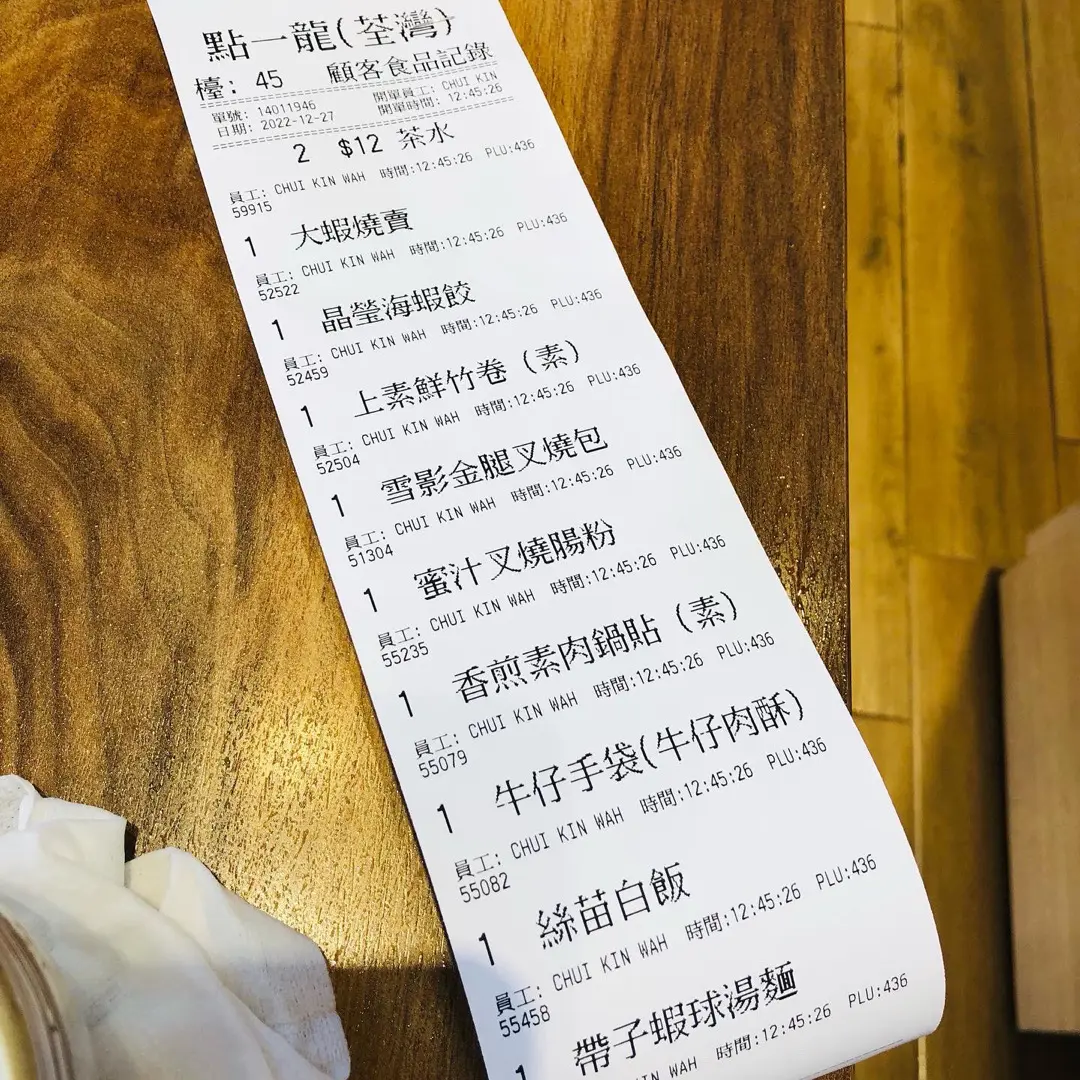 點一龍(荃灣)
檯: 45 顧客食品記錄
單號: 14011946 開單員工: CHUI KIN
日期: 2022-12-27 開單時間: 12:45:26
2 $12 茶水
員工: CHUI KIN WAH 時間:12:45:26 PLU:436
59915
1 大蝦燒賣
員工: CHUI KIN WAH 時間:12:45:26 PLU:436
52522
1 晶瑩海蝦餃
員工: CHUI KIN WAH 時間:12:45:26 PLU:436
52459
1 上素鮮竹卷（素）
員工: CHUI KIN WAH 時間:12:45:26 PLU:436
52504
1 雪影金腿叉燒包
員工: CHUI KIN WAH 時間:12:45:26 PLU:436
51304
1 蜜汁叉燒腸粉
員工: CHUI KIN WAH 時間:12:45:26 PLU:436
55235
1 香煎素肉鍋貼（素）
員工: CHUI KIN WAH 時間:12:45:26 PLU:436
55079
1 牛仔手袋(牛仔肉酥)
員工: CHUI KIN WAH 時間:12:45:26 PLU:436
55082
1 絲苗白飯
員工: CHUI KIN WAH 時間:12:45:26 PLU:436
55458
1 帶子蝦球湯麵
KIN WAH 時間:12:45:26 PLU:436